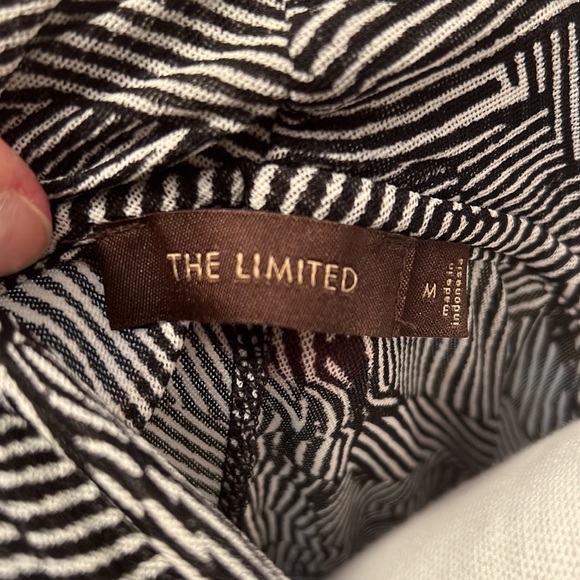 THE LIMITED
M
made in
indonesia